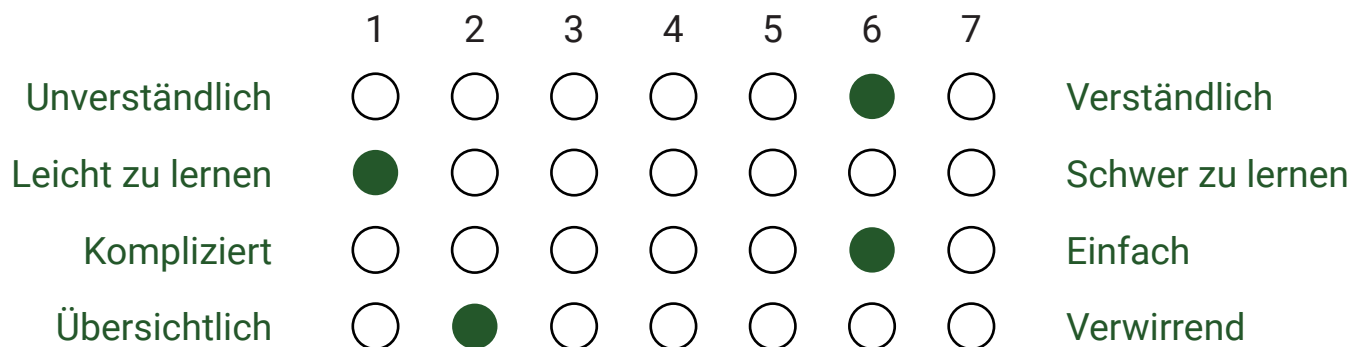 1 2 3 4 5 6 7
Unverständlich Verständlich
Leicht zu lernen Schwer zu lernen
Kompliziert Einfach
Übersichtlich Verwirrend